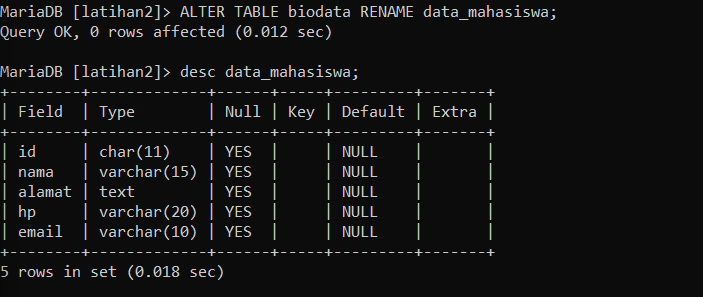 MariaDB [latihan2]> ALTER TABLE biodata RENAME data_mahasiswa;
Query OK, 0 rows affected (0.012 sec)
MariaDB [latihan2]> desc data_mahasiswa;
+--------+-------------+------+-----+---------+-------+
| Field  | Type        | Null | Key | Default | Extra |
+--------+-------------+------+-----+---------+-------+
| id     | char(11)    | YES  |     | NULL    |       |
| nama   | varchar(15) | YES  |     | NULL    |       |
| alamat | text        | YES  |     | NULL    |       |
| hp     | varchar(20) | YES  |     | NULL    |       |
| email  | varchar(10) | YES  |     | NULL    |       |
+--------+-------------+------+-----+---------+-------+
5 rows in set (0.018 sec)